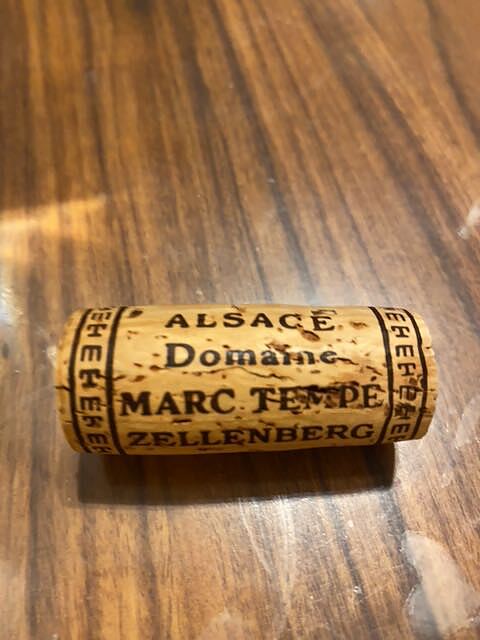 ALSACE
Domaine
MARC TEMPÉ
ZELLENBERG